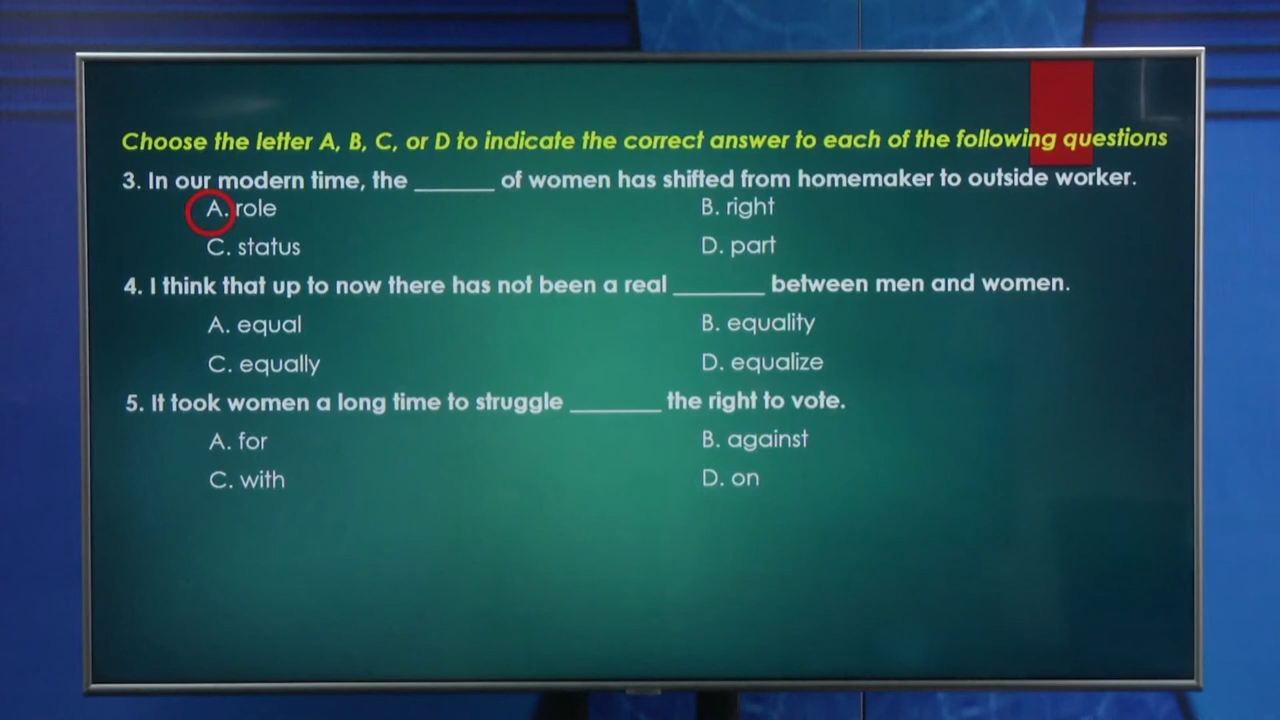 Choose the letter A, B, C, or D to indicate the correct answer to each of the following questions
3. In our modern time, the ______ of women has shifted from homemaker to outside worker.
A. role B. right
C. status D. part
4. I think that up to now there has not been a real _______ between men and women.
A. equal B. equality
C. equally D. equalize
5. It took women a long time to struggle _______ the right to vote.
A. for B. against
C. with D. on